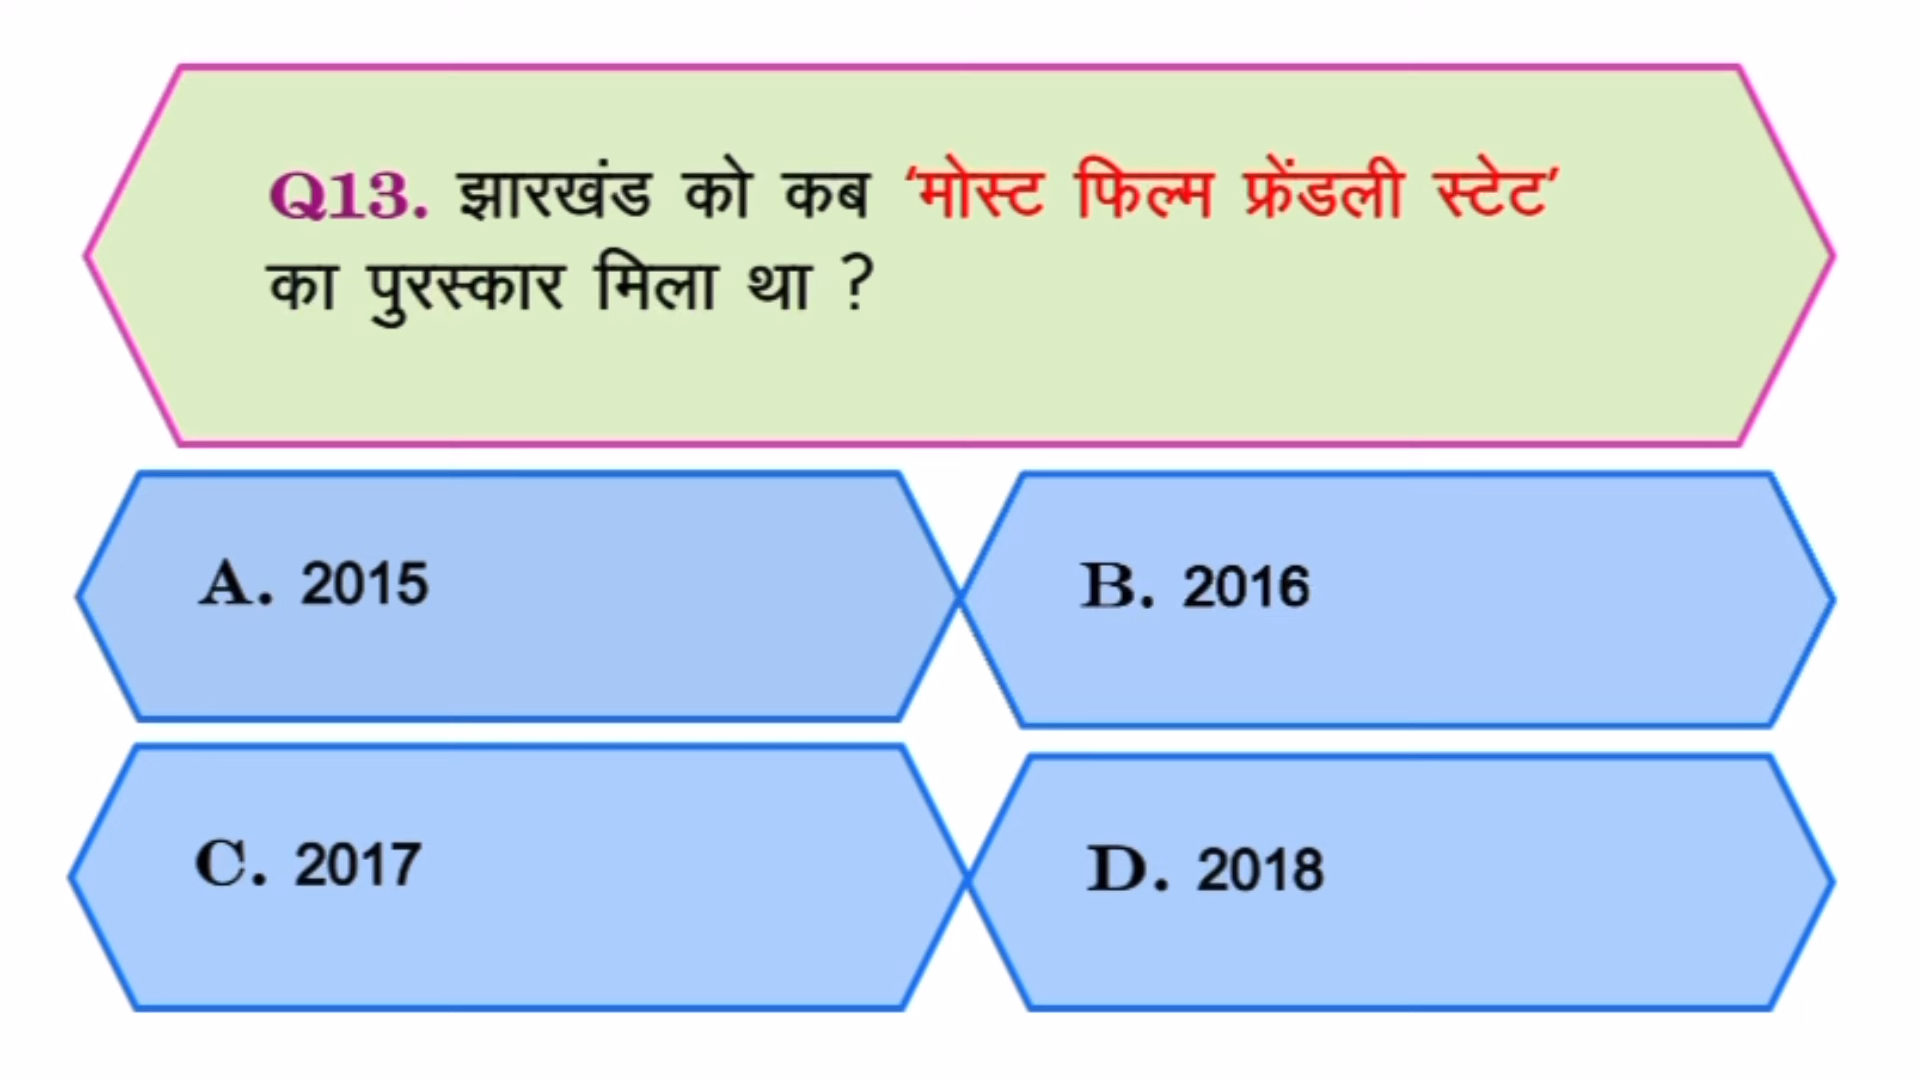 Q13. झारखंड को कब ‘मोस्ट फिल्म फ्रेंडली स्टेट’
का पुरस्कार मिला था ?
A. 2015
B. 2016
C. 2017
D. 2018